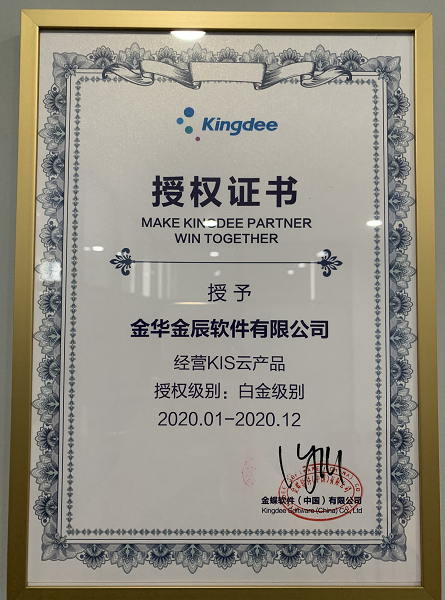 Kingdee
授权证书
MAKE KINGDEE PARTNER
WIN TOGETHER
授予
金华金辰软件有限公司
经营KIS云产品
授权级别：白金级别
2020.01-2020.12
金蝶软件（中国）有限公司
Kingdee Software (China) Co., Ltd